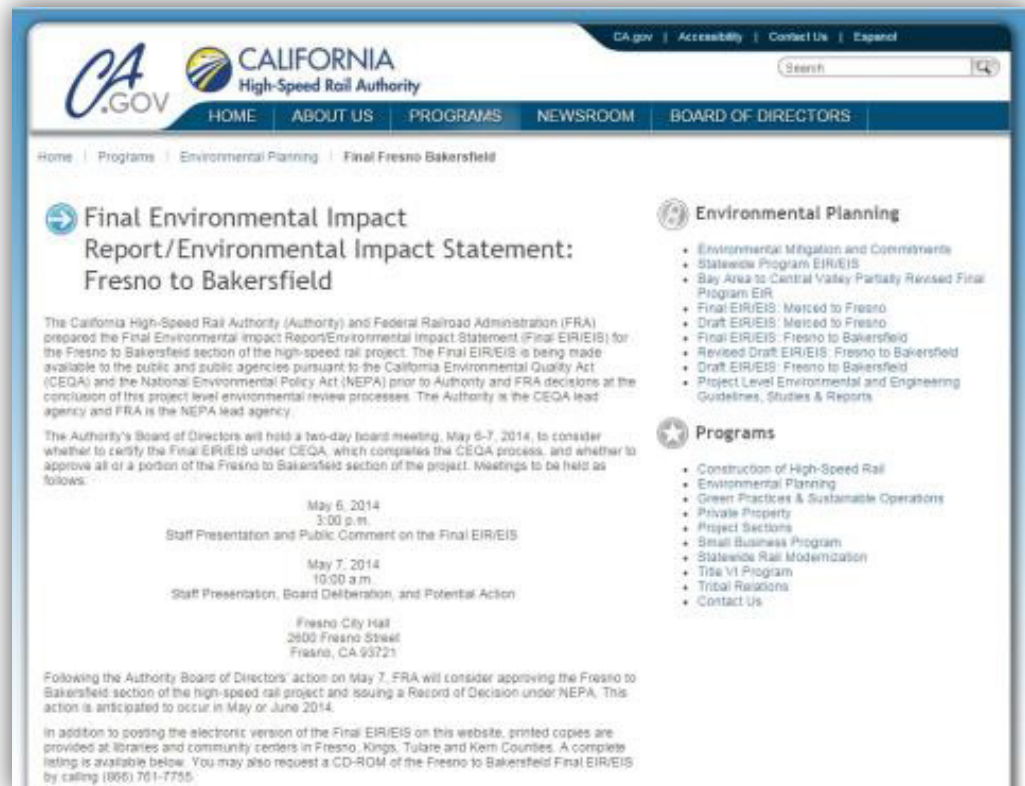 CA.gov | Accessibility | Contact Us | Espanol
CA.GOV
CALIFORNIA
High-Speed Rail Authority
Search
HOME ABOUT US PROGRAMS NEWSROOM BOARD OF DIRECTORS
Home | Programs | Environmental Planning | Final Fresno Bakersfield
Final Environmental Impact
Report/Environmental Impact Statement:
Fresno to Bakersfield
The California High-Speed Rail Authority (Authority) and Federal Railroad Administration (FRA)
prepared the Final Environmental Impact Report/Environmental Impact Statement (Final EIR/EIS) for
the Fresno to Bakersfield section of the high-speed rail project. The Final EIR/EIS is being made
available to the public and public agencies pursuant to the California Environmental Quality Act
(CEQA) and the National Environmental Policy Act (NEPA) prior to Authority and FRA decisions at the
conclusion of this project level environmental review processes. The Authority is the CEQA lead
agency and FRA is the NEPA lead agency.
The Authority's Board of Directors will hold a two-day board meeting, May 6-7, 2014, to consider
whether to certify the Final EIR/EIS under CEQA, which completes the CEQA process, and whether to
approve all or a portion of the Fresno to Bakersfield section of the project. Meetings to be held as
follows:
May 6, 2014
3:00 p.m.
Staff Presentation and Public Comment on the Final EIR/EIS
May 7, 2014
10:00 a.m.
Staff Presentation, Board Deliberation, and Potential Action
Fresno City Hall
2600 Fresno Street
Fresno, CA 93721
Following the Authority Board of Directors' action on May 7, FRA will consider approving the Fresno to
Bakersfield section of the high-speed rail project and issuing a Record of Decision under NEPA. This
action is anticipated to occur in May or June 2014.
In addition to posting the electronic version of the Final EIR/EIS on this website, printed copies are
provided at libraries and community centers in Fresno, Kings, Tulare and Kern Counties. A complete
listing is available below. You may also request a CD-ROM of the Fresno to Bakersfield Final EIR/EIS
by calling (866) 761-7755.
Environmental Planning
Environmental Mitigation and Commitments
Statewide Program EIR/EIS
Bay Area to Central Valley Partially Revised Final
Program EIR
Final EIR/EIS: Merced to Fresno
Draft EIR/EIS: Merced to Fresno
Final EIR/EIS: Fresno to Bakersfield
Revised Draft EIR/EIS: Fresno to Bakersfield
Draft EIR/EIS: Fresno to Bakersfield
Project Level Environmental and Engineering
Guidelines, Studies & Reports
Programs
Construction of High-Speed Rail
Environmental Planning
Green Practices & Sustainable Operations
Private Property
Project Sections
Small Business Program
Statewide Rail Modernization
Title VI Program
Tribal Relations
Contact Us